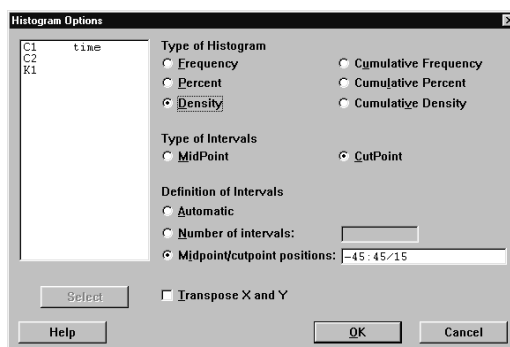 Histogram Options
C1 time
C2
K1
Type of Histogram
Frequency
Cumulative Frequency
Percent
Cumulative Percent
Density
Cumulative Density
Type of Intervals
MidPoint
CutPoint
Definition of Intervals
Automatic
Number of intervals:
Midpoint/cutpoint positions: -45:45/15
Select
Transpose X and Y
Help
OK
Cancel